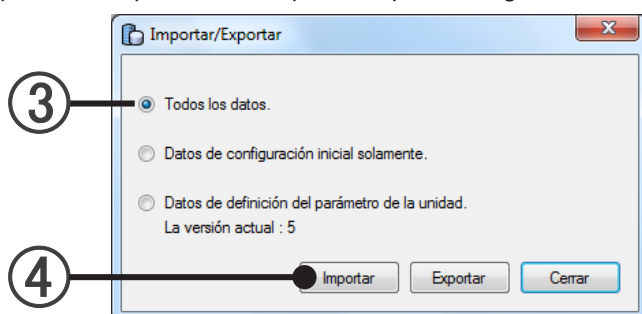 Importar/Exportar
③ Todos los datos.
Datos de configuración inicial solamente.
Datos de definición del parámetro de la unidad.
La versión actual : 5
④ Importar Exportar Cerrar